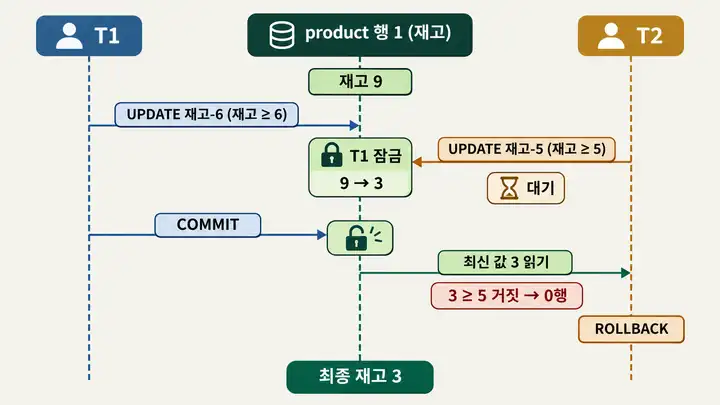 T1
product 행 1 (재고)
T2
재고 9
UPDATE 재고-6 (재고 ≥ 6)
T1 잠금
9 → 3
UPDATE 재고-5 (재고 ≥ 5)
대기
COMMIT
최신 값 3 읽기
3 ≥ 5 거짓 → 0행
ROLLBACK
최종 재고 3